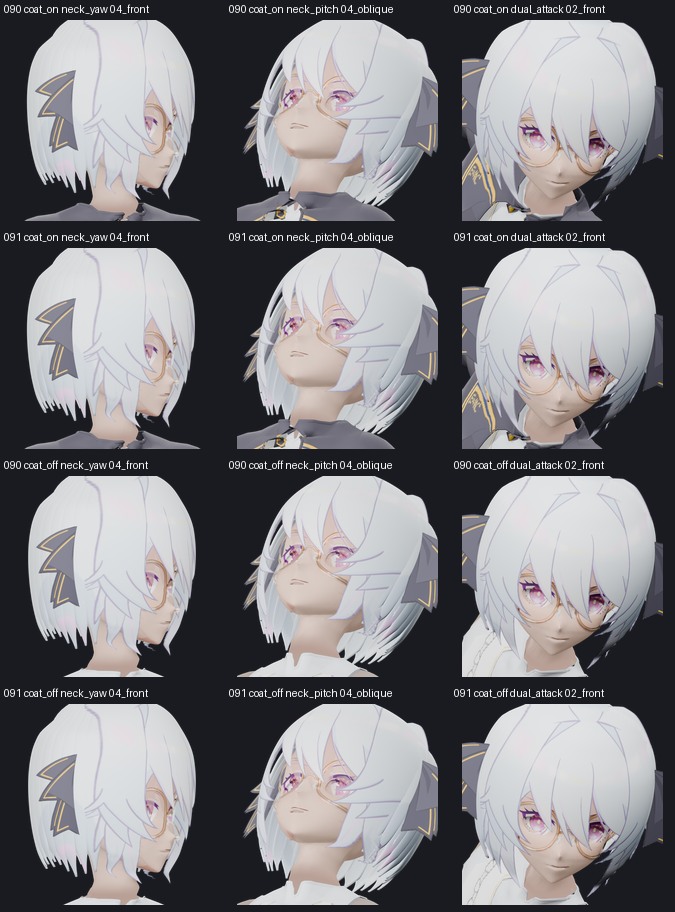 090 coat_on neck_yaw 04_front
090 coat_on neck_pitch 04_oblique
090 coat_on dual_attack 02_front
091 coat_on neck_yaw 04_front
091 coat_on neck_pitch 04_oblique
091 coat_on dual_attack 02_front
090 coat_off neck_yaw 04_front
090 coat_off neck_pitch 04_oblique
090 coat_off dual_attack 02_front
091 coat_off neck_yaw 04_front
091 coat_off neck_pitch 04_oblique
091 coat_off dual_attack 02_front